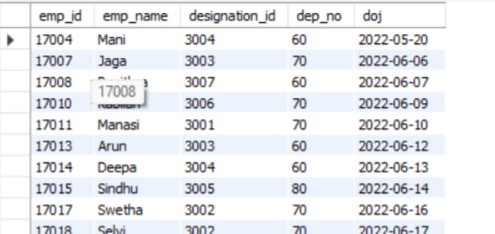 emp_id emp_name designation_id dep_no doj
17004 Mani 3004 60 2022-05-20
17007 Jaga 3003 70 2022-06-06
17008 3007 60 2022-06-07
17008
17010 3006 70 2022-06-09
17011 Manasi 3001 70 2022-06-10
17013 Arun 3003 60 2022-06-12
17014 Deepa 3004 60 2022-06-13
17015 Sindhu 3005 80 2022-06-14
17017 Swetha 3002 70 2022-06-16
17018 Selvi 3002 70 2022-06-17